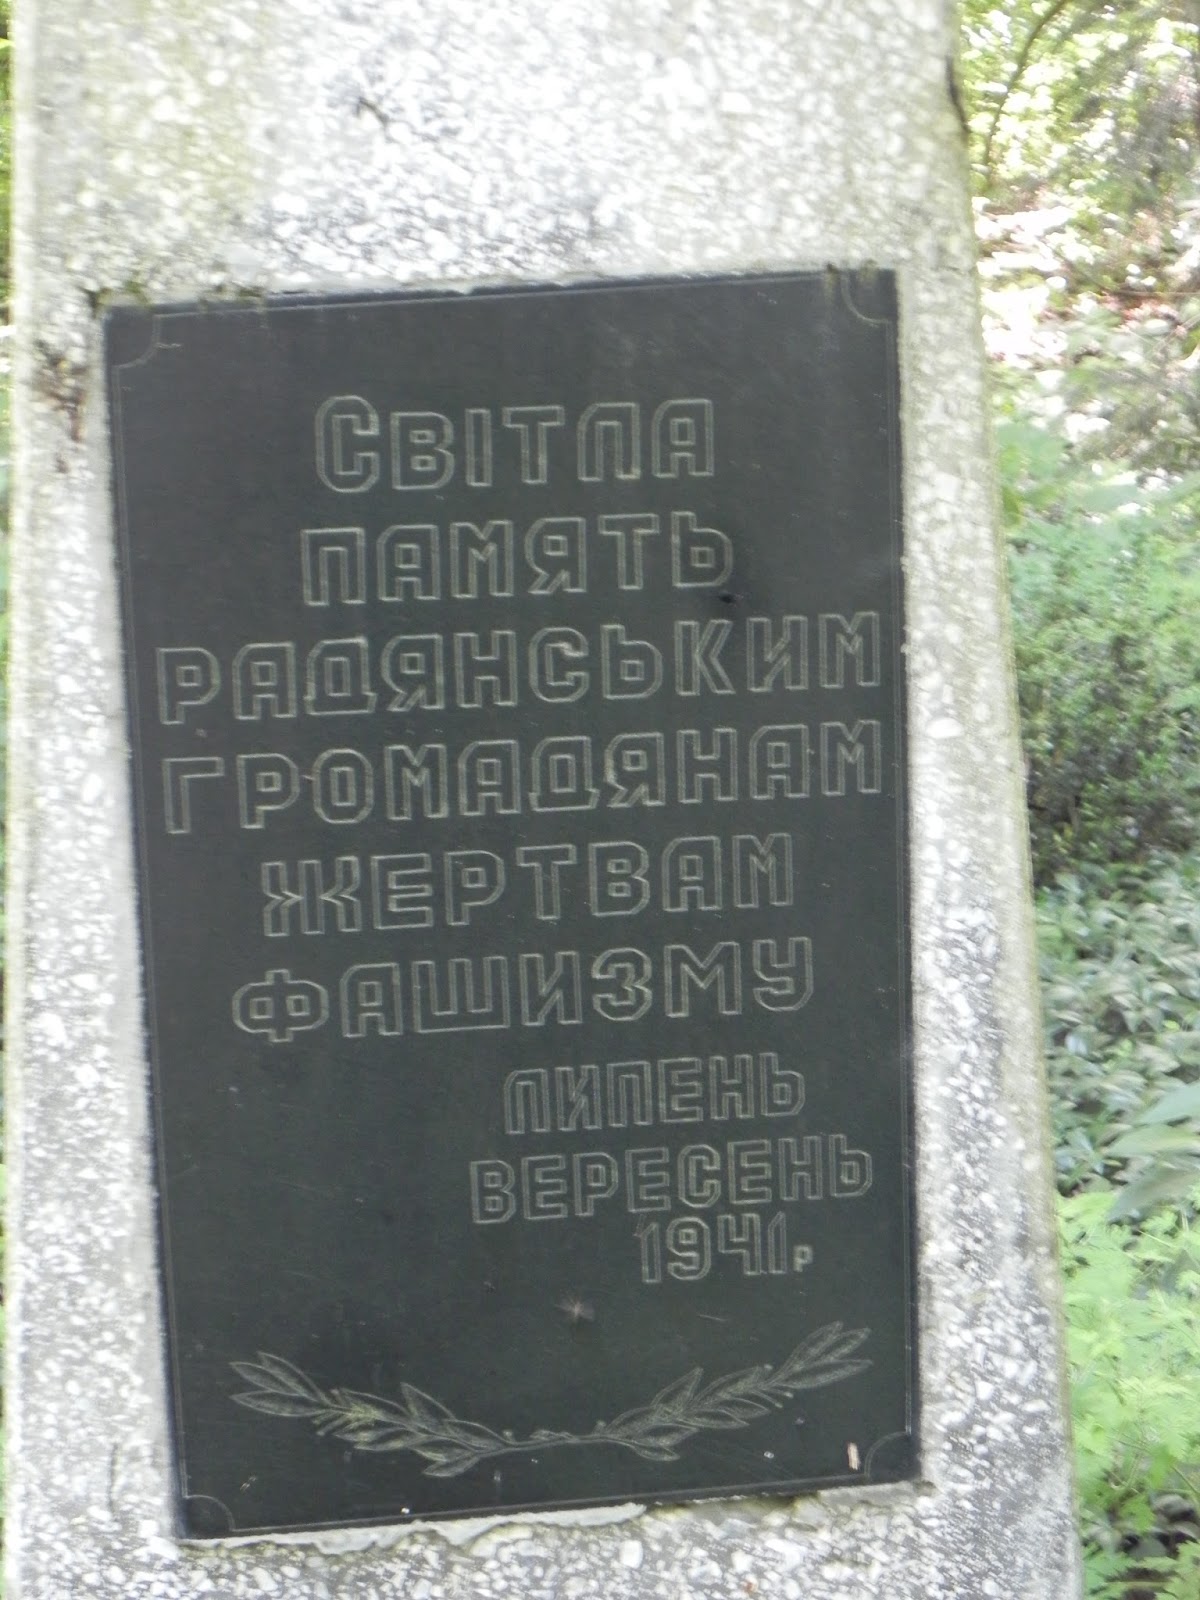 Світла
память
радянським
громадянам
жертвам
фашизму
липень
вересень
1941р